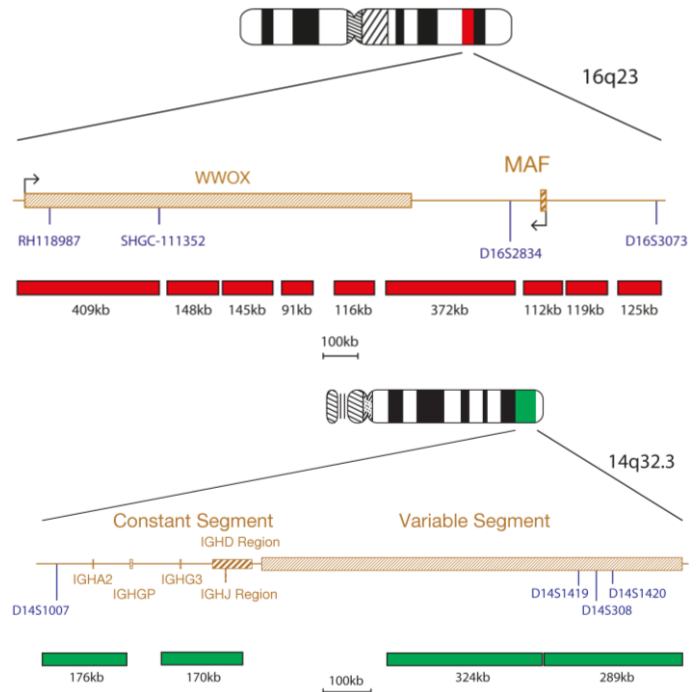 16q23
MAF
WWOX
RH118987 SHGC-111352 D16S2834 D16S3073
409kb 148kb 145kb 91kb 116kb 372kb 112kb 119kb 125kb
100kb
14q32.3
Constant Segment Variable Segment
IGHD Region
IGHA2 IGHG3
IGHGP IGHJ Region
D14S1007 D14S1419 D14S1420
D14S308
176kb 170kb 324kb 289kb
100kb